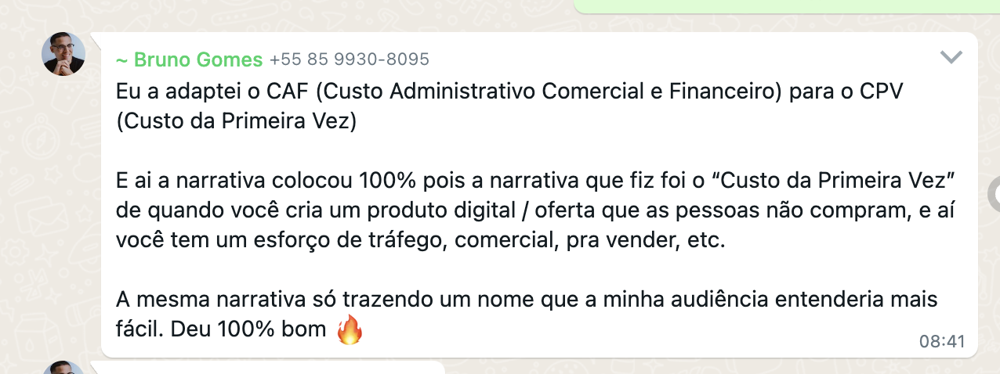 ~ Bruno Gomes +55 85 9930-8095
Eu a adaptei o CAF (Custo Administrativo Comercial e Financeiro) para o CPV
(Custo da Primeira Vez)
E ai a narrativa colocou 100% pois a narrativa que fiz foi o “Custo da Primeira Vez”
de quando você cria um produto digital / oferta que as pessoas não compram, e aí
você tem um esforço de tráfego, comercial, pra vender, etc.
A mesma narrativa só trazendo um nome que a minha audiência entenderia mais
fácil. Deu 100% bom 🔥
08:41